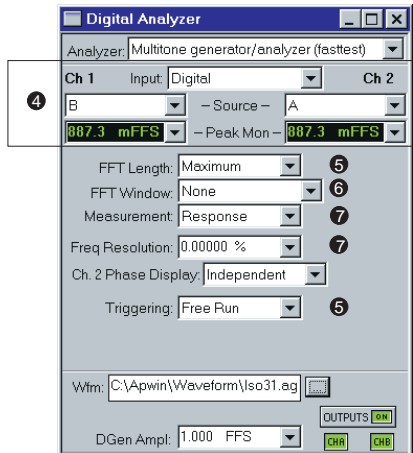 Digital Analyzer
Analyzer: Multitone generator/analyzer (fasttest)
Ch 1 Input: Digital Ch 2
4 B – Source – A
887.3 mFFS – Peak Mon – 887.3 mFFS
FFT Length: Maximum 5
FFT Window: None 6
Measurement: Response 7
Freq Resolution: 0.00000 % 7
Ch. 2 Phase Display: Independent
Triggering: Free Run 5
Wfm: C:\Apwin\Waveform\Iso31.ag ...
OUTPUTS ON
DGen Ampl: 1.000 FFS CHA CHB